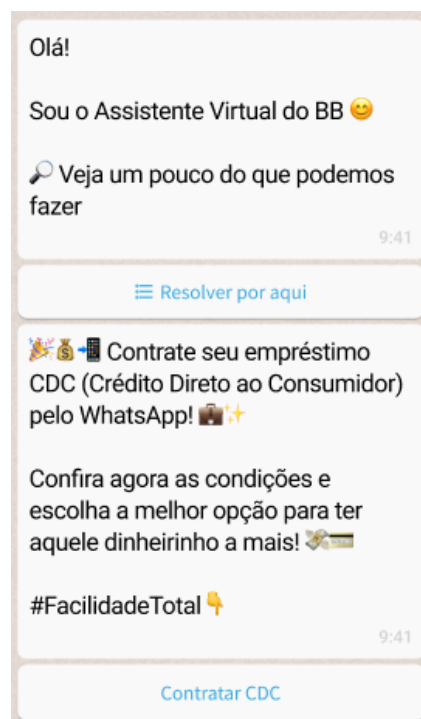 Olá!
Sou o Assistente Virtual do BB 😊
🔎 Veja um pouco do que podemos
fazer
9:41
Resolver por aqui
🎉💰📲 Contrate seu empréstimo
CDC (Crédito Direto ao Consumidor)
pelo WhatsApp! 💼✨
Confira agora as condições e
escolha a melhor opção para ter
aquele dinheirinho a mais! 💸💳
#FacilidadeTotal👇
9:41
Contratar CDC